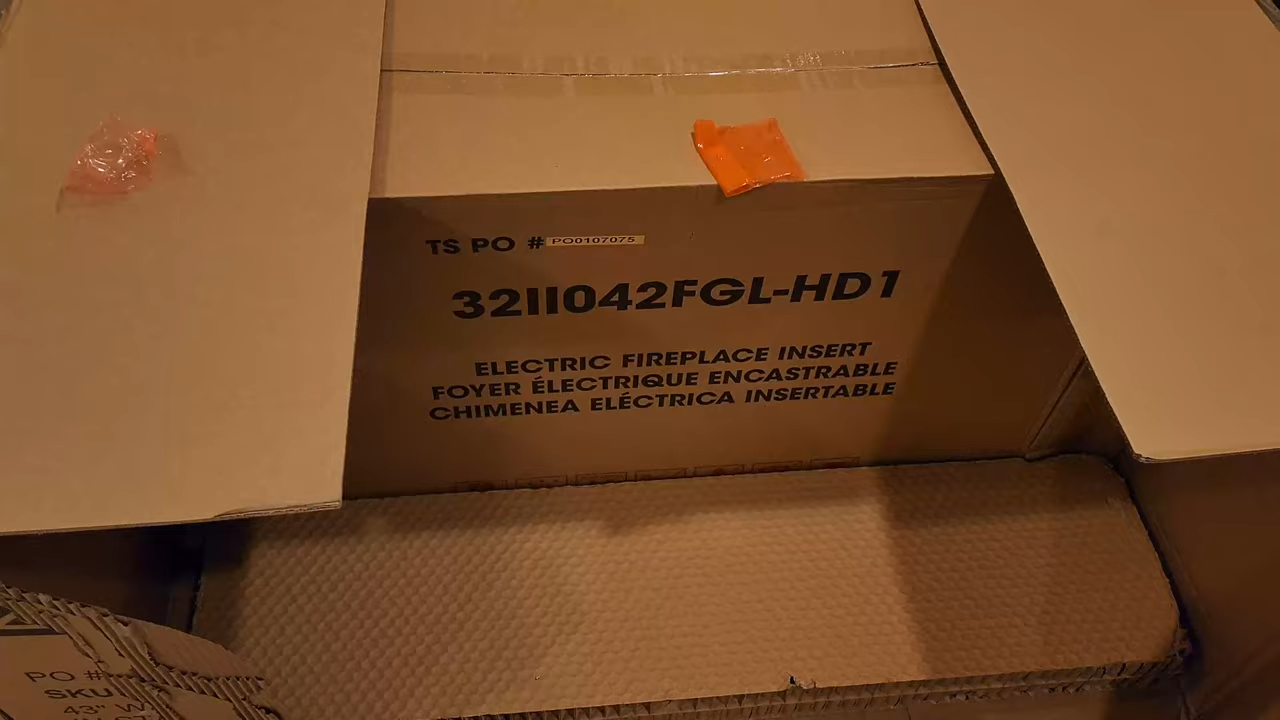 TS PO # PO0107075
32II042FGL-HD1
ELECTRIC FIREPLACE INSERT
FOYER ÉLECTRIQUE ENCASTRABLE
CHIMENEA ELÉCTRICA INSERTABLE
PO #
SKU
43" W